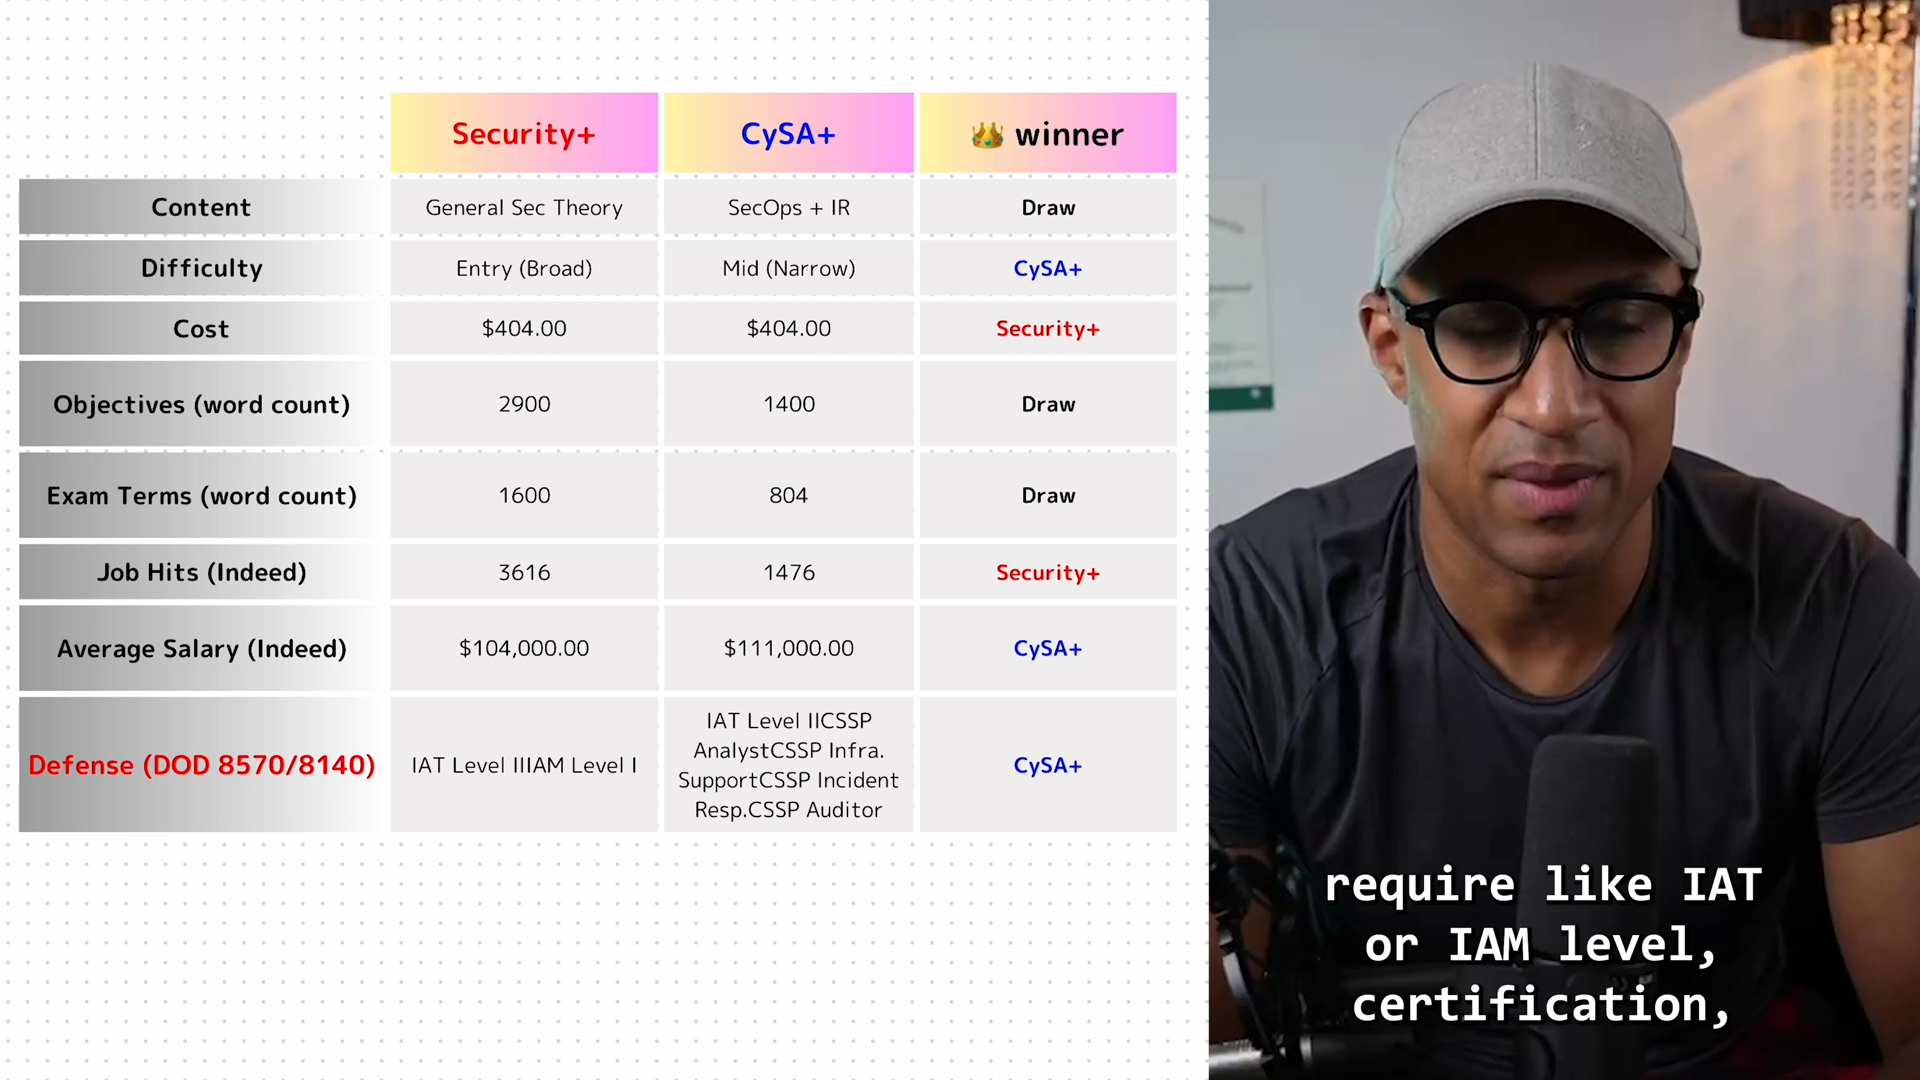 Security+ CySA+ 👑 winner
Content General Sec Theory SecOps + IR Draw
Difficulty Entry (Broad) Mid (Narrow) CySA+
Cost $404.00 $404.00 Security+
Objectives (word count) 2900 1400 Draw
Exam Terms (word count) 1600 804 Draw
Job Hits (Indeed) 3616 1476 Security+
Average Salary (Indeed) $104,000.00 $111,000.00 CySA+
Defense (DOD 8570/8140) IAT Level IIIAM Level I
IAT Level IICSSP
AnalystCSSP Infra.
SupportCSSP Incident
Resp.CSSP Auditor
CySA+
require like IAT
or IAM level,
certification,